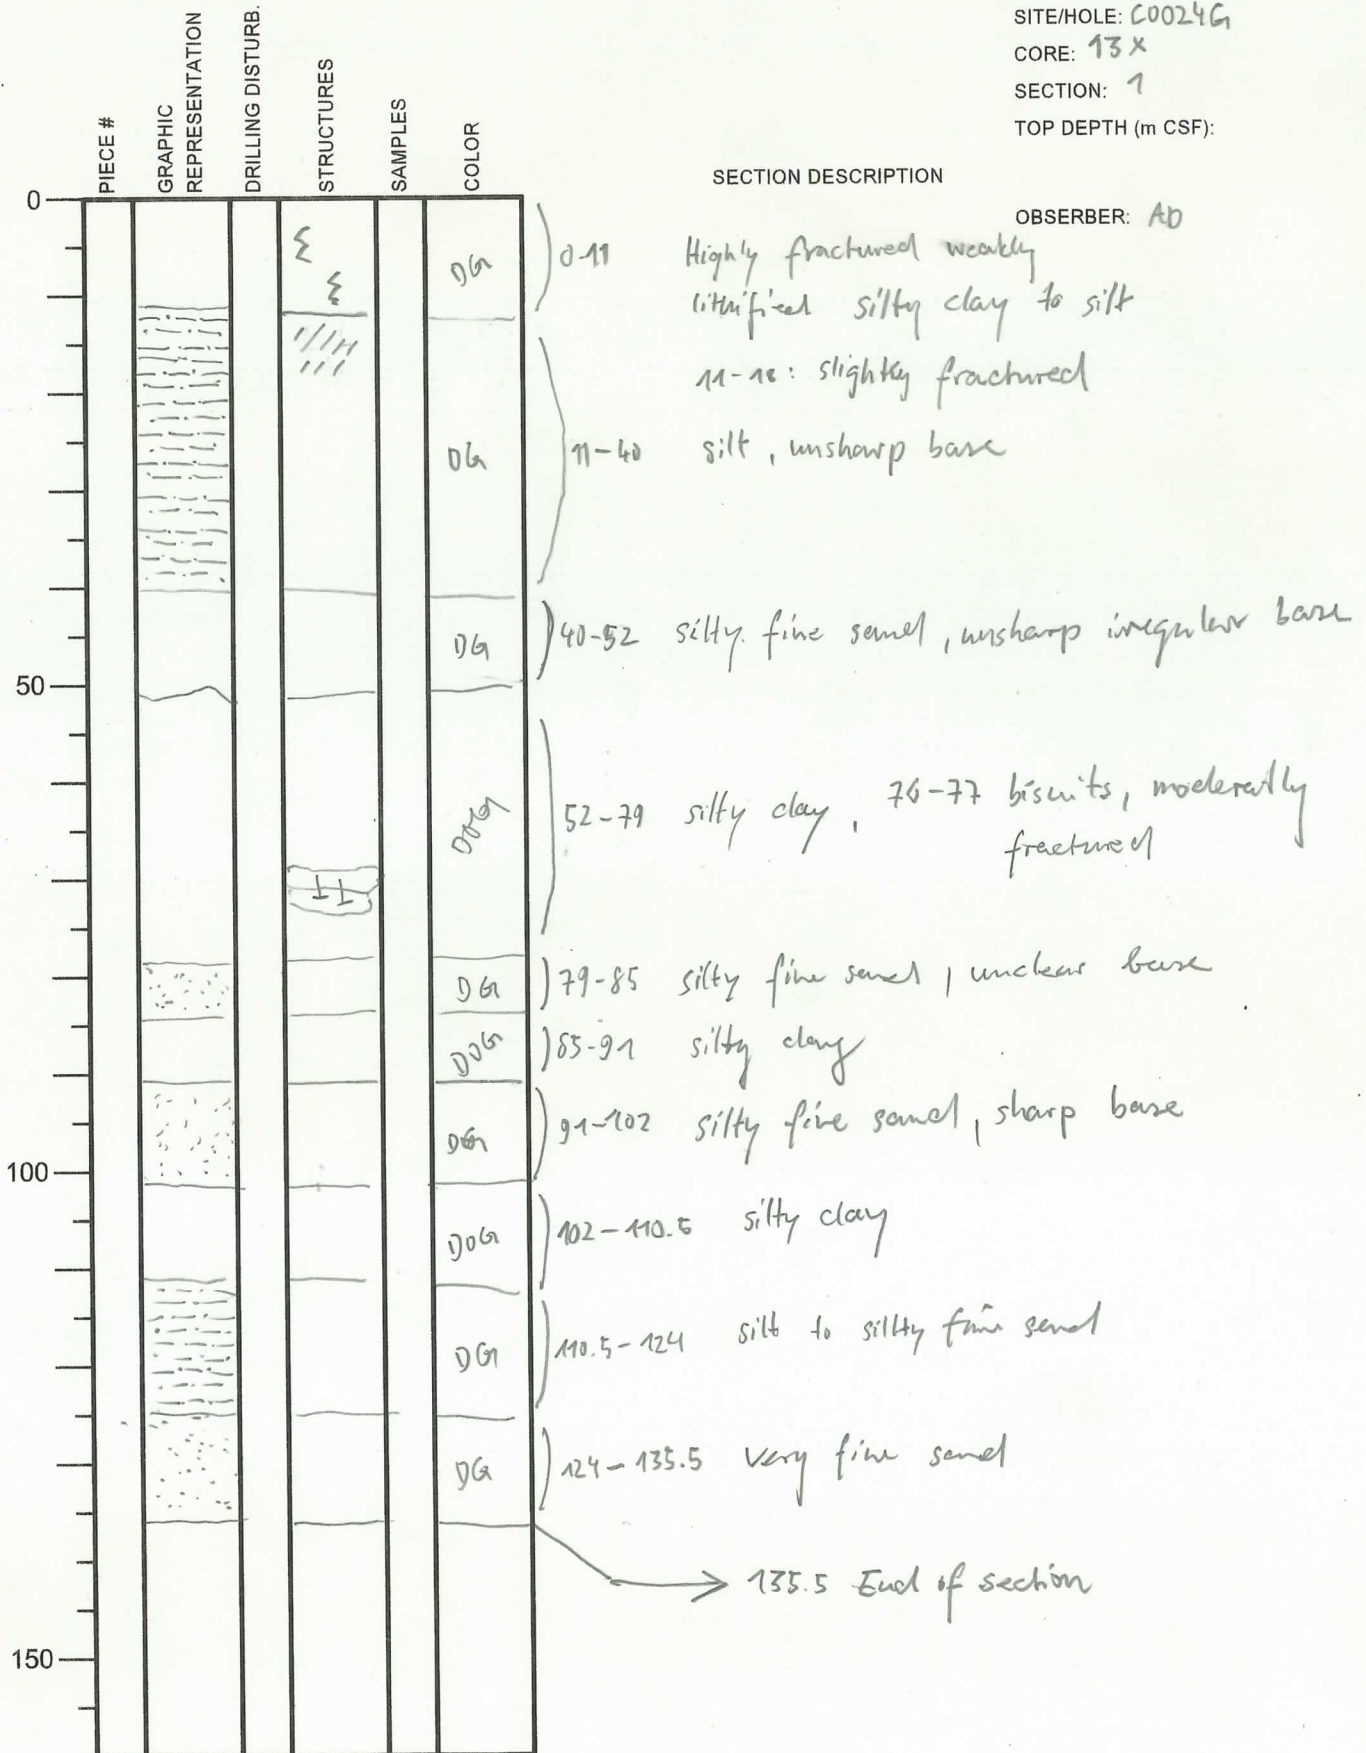 SITE/HOLE: C0024G
CORE: 13X
SECTION: 1
TOP DEPTH (m CSF):
PIECE #
GRAPHIC
REPRESENTATION
DRILLING DISTURB.
STRUCTURES
SAMPLES
COLOR
SECTION DESCRIPTION
OBSERBER: AD
0
DG
0-11 Highly fractured weakly
lithified silty clay to silt
11-18: slightky fractured
DG
11-40 silt, unsharp base
DG
40-52 silty fine sand, unsharp irregular base
50
DOG
52-79 silty clay, 76-77 biscuits, moderatly
fractured
DG
79-85 silty fine sand, unclear base
DOG
85-91 silty clay
DG
91-102 silty fine sand, sharp base
100
DOG
102-110.5 silty clay
DG
110.5-124 silt to sillty fine sand
DG
124-135.5 very fine sand
135.5 End of section
150